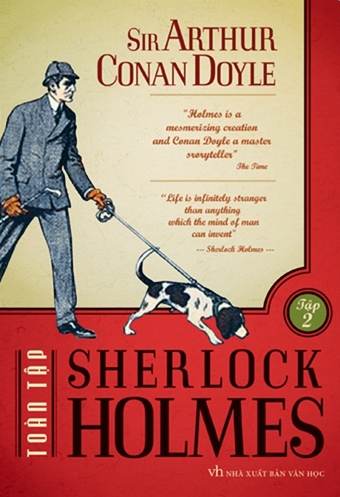 SIR ARTHUR
CONAN DOYLE
"Holmes is a
mesmerizing creation
and Conan Doyle a master
sroryteller"
The Time
"Life is infinitely stranger
than anything
which the mind of man
can invent"
--- Sherlock Holmes ---
Tập
2
TOÀN TẬP
SHERLOCK
HOLMES
vh NHÀ XUẤT BẢN VĂN HỌC